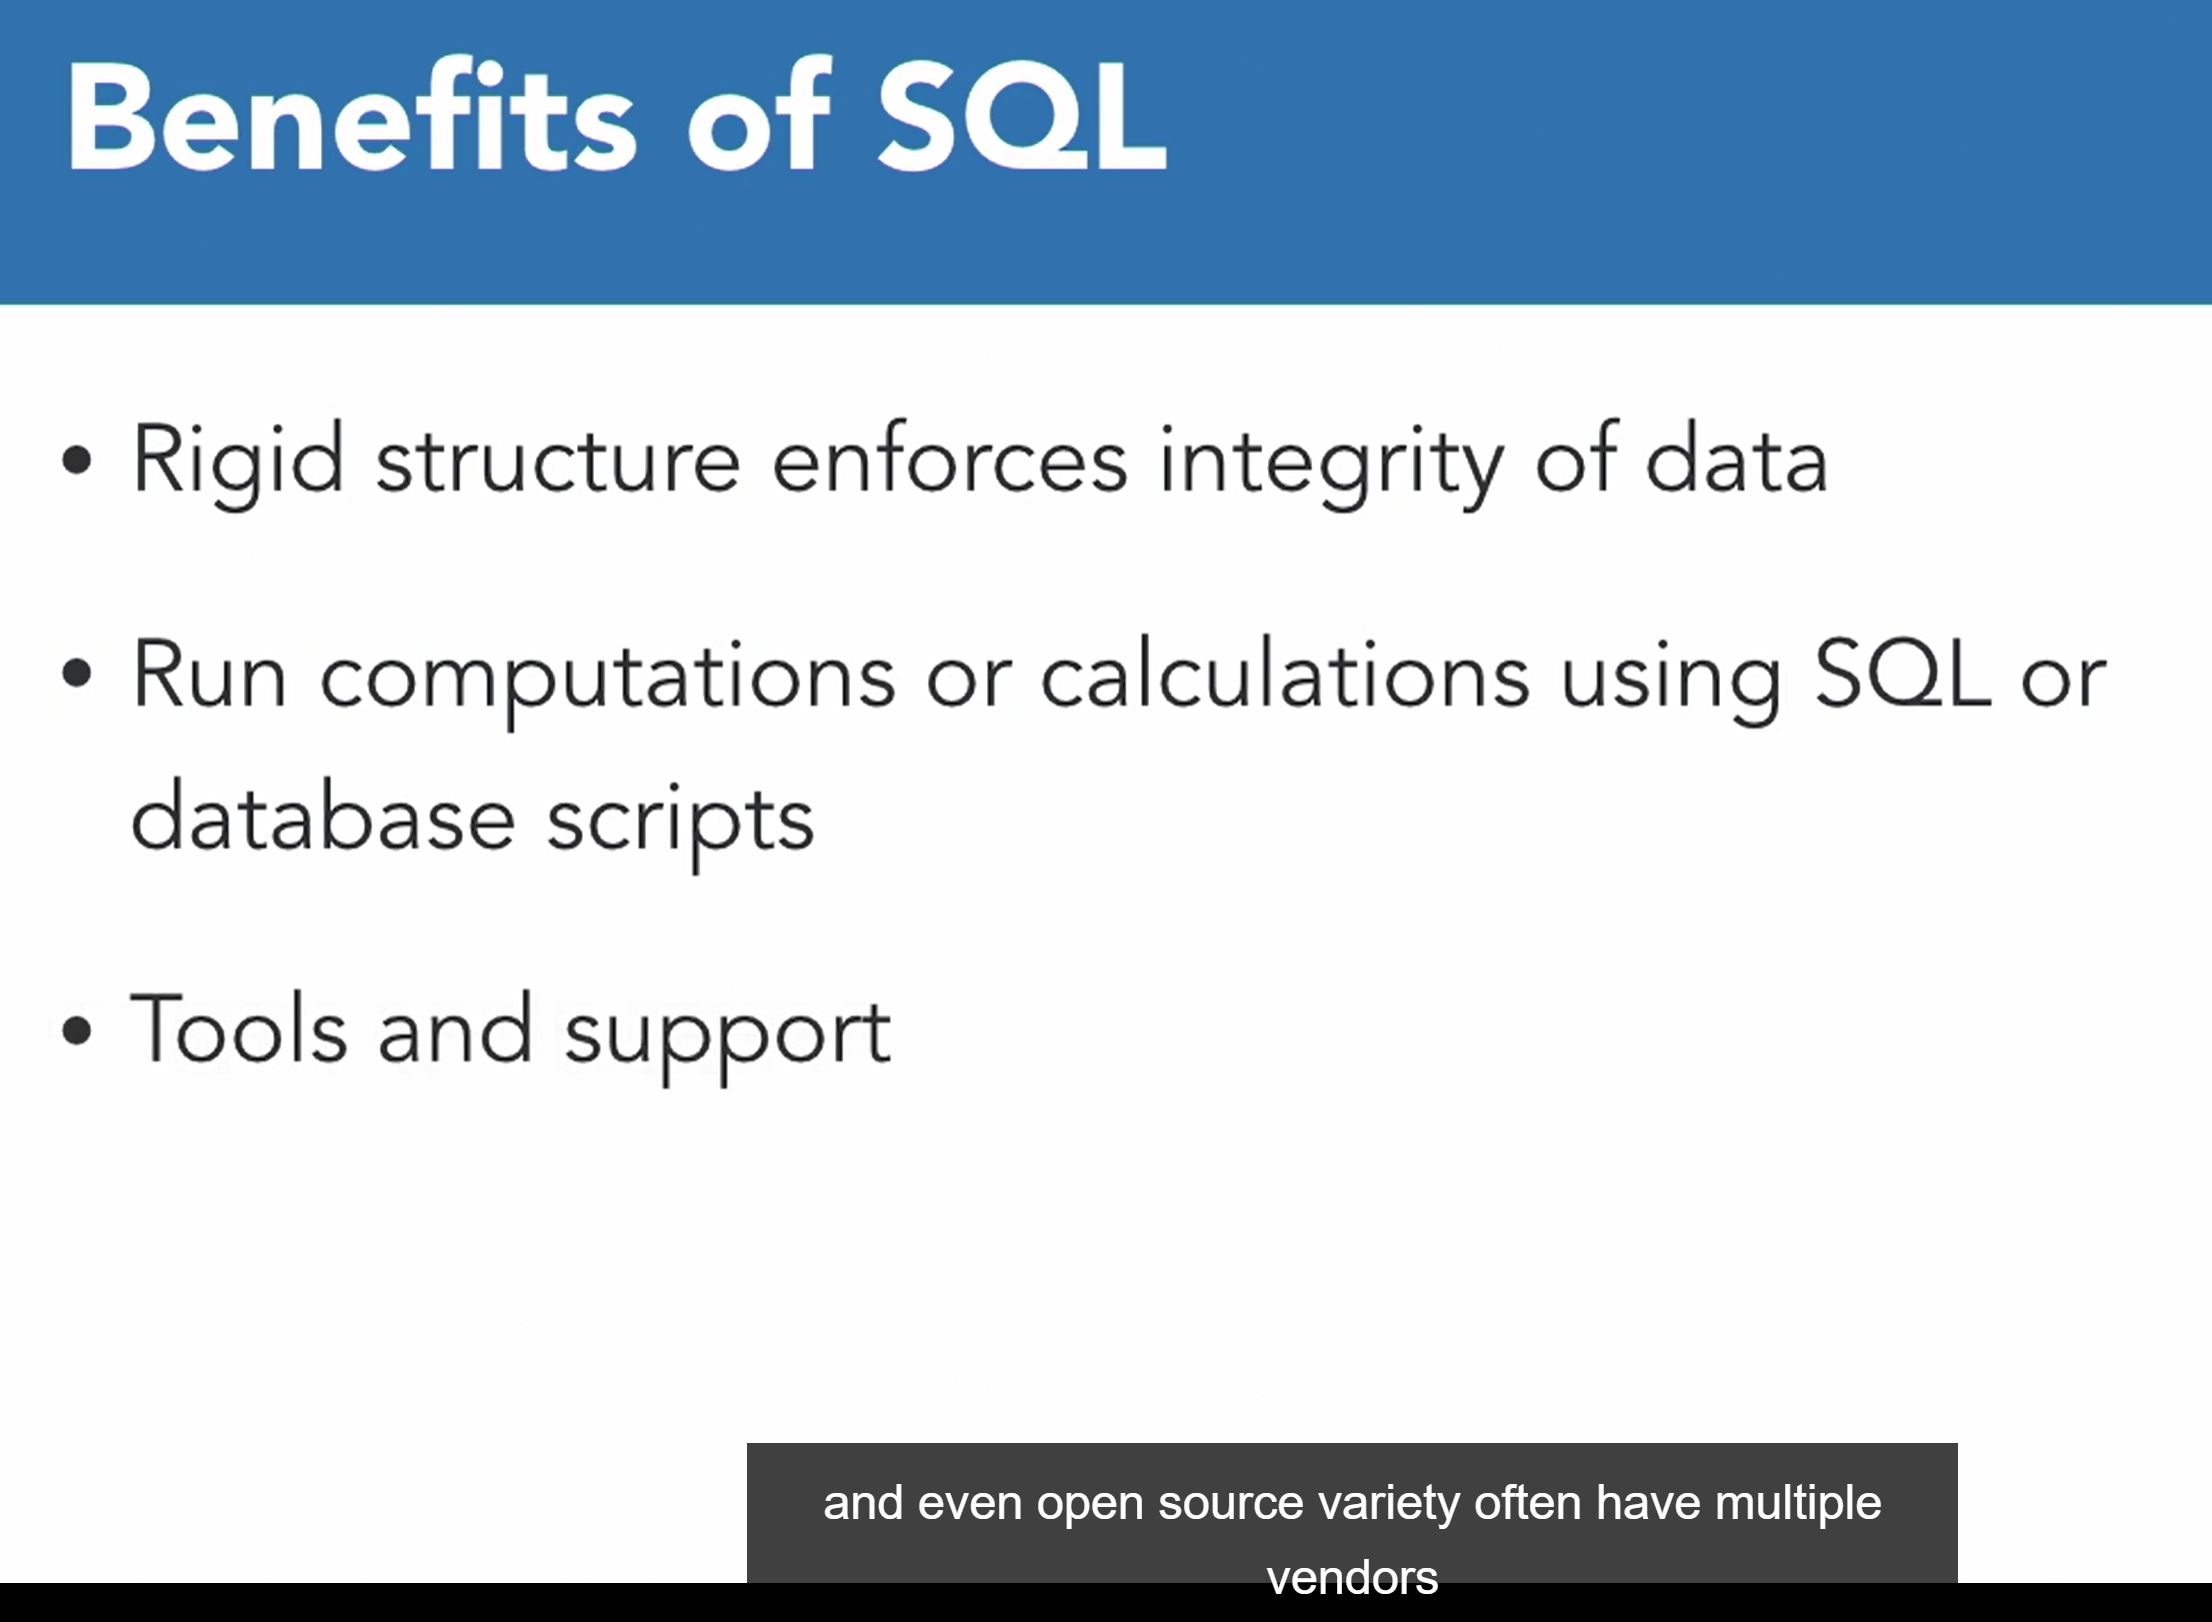 Benefits of SQL
• Rigid structure enforces integrity of data
• Run computations or calculations using SQL or
database scripts
• Tools and support
and even open source variety often have multiple
vendors